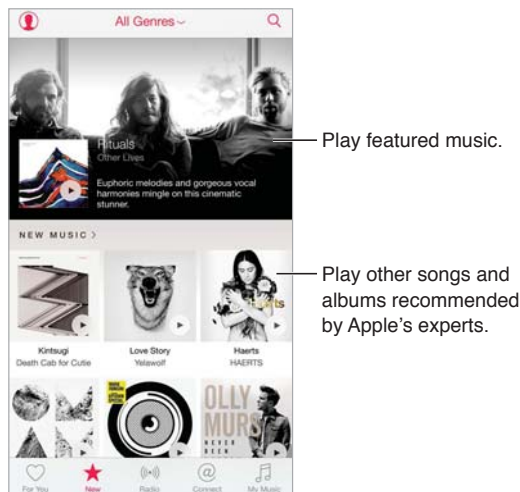 All Genres
Rituals
Other Lives
Euphoric melodies and gorgeous vocal
harmonies mingle on this cinematic
stunner.
Play featured music.
NEW MUSIC >
Play other songs and
albums recommended
by Apple's experts.
Kintsugi
Death Cab for Cutie
Love Story
Yelawolf
Haerts
HAERTS
OLLY
MURS
NEVER
BEEN
For You
New
Radio
Connect
My Music